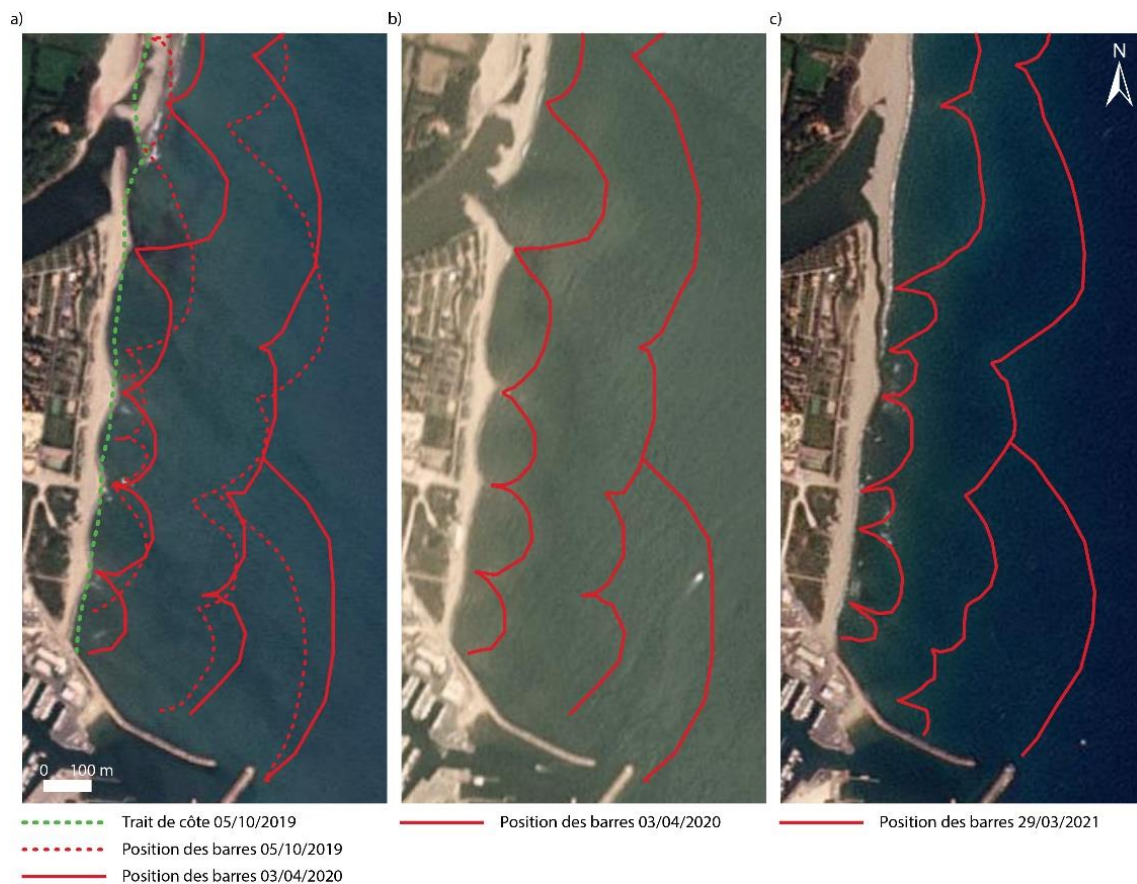 a)
b)
c)
N
0 100 m
Trait de côte 05/10/2019
Position des barres 05/10/2019
Position des barres 03/04/2020
Position des barres 03/04/2020
Position des barres 29/03/2021